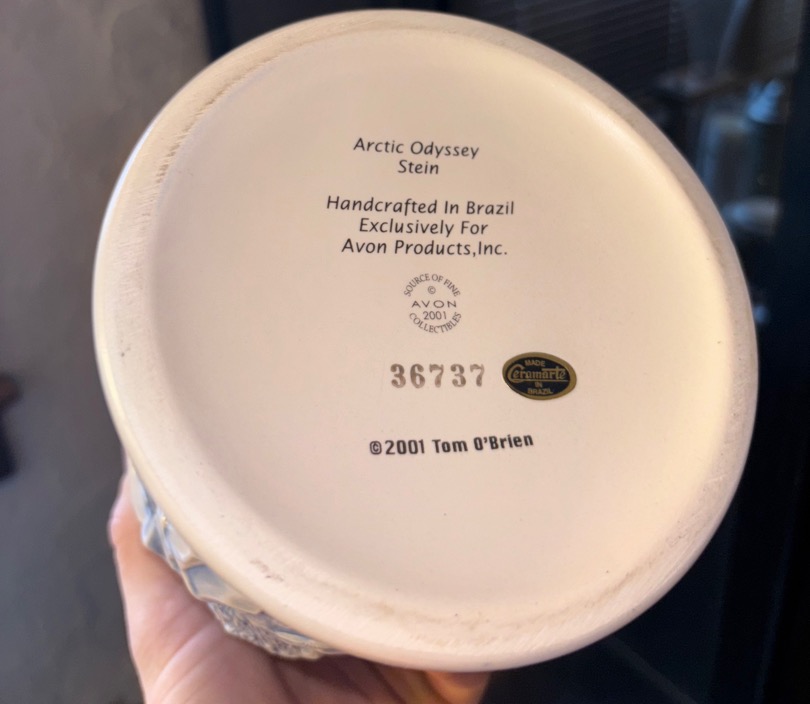 Arctic Odyssey
Stein
Handcrafted In Brazil
Exclusively For
Avon Products,Inc.
SOURCE OF FINE
©
AVON
2001
COLLECTIBLES
36737
MADE
Ceramarte
IN
BRAZIL
©2001 Tom O'Brien